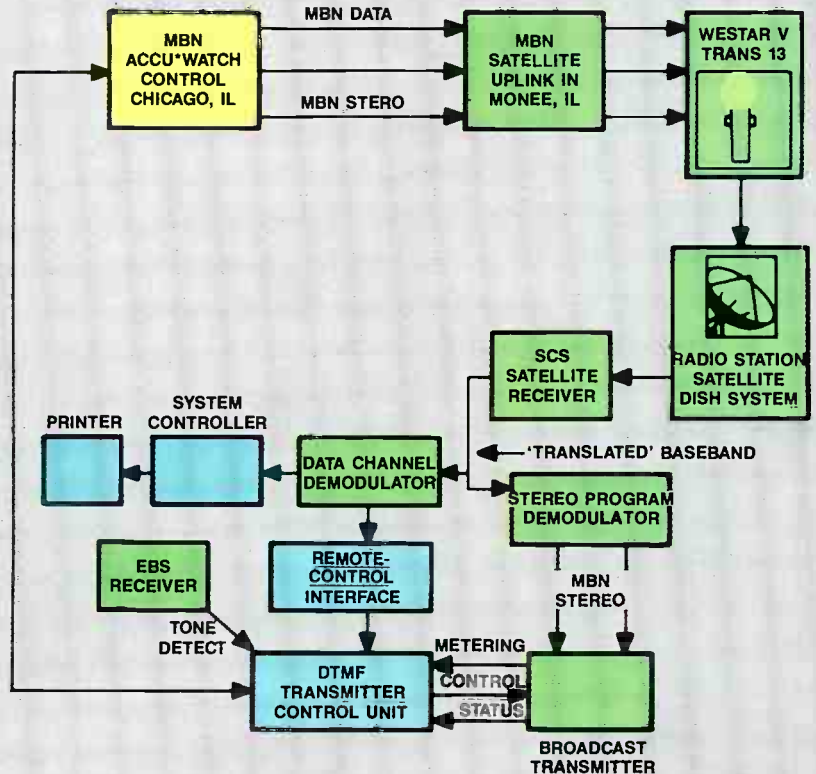 MBN DATA
MBN
ACCU*WATCH
CONTROL
CHICAGO, IL
MBN STERO
MBN
SATELLITE
UPLINK IN
MONEE, IL
WESTAR V
TRANS 13
RADIO STATION
SATELLITE
DISH SYSTEM
SCS
SATELLITE
RECEIVER
'TRANSLATED' BASEBAND
PRINTER
SYSTEM
CONTROLLER
DATA CHANNEL
DEMODULATOR
STEREO PROGRAM
DEMODULATOR
EBS
RECEIVER
REMOTE-
CONTROL
INTERFACE
MBN
STEREO
TONE
DETECT
DTMF
TRANSMITTER
CONTROL UNIT
METERING
CONTROL
STATUS
BROADCAST
TRANSMITTER